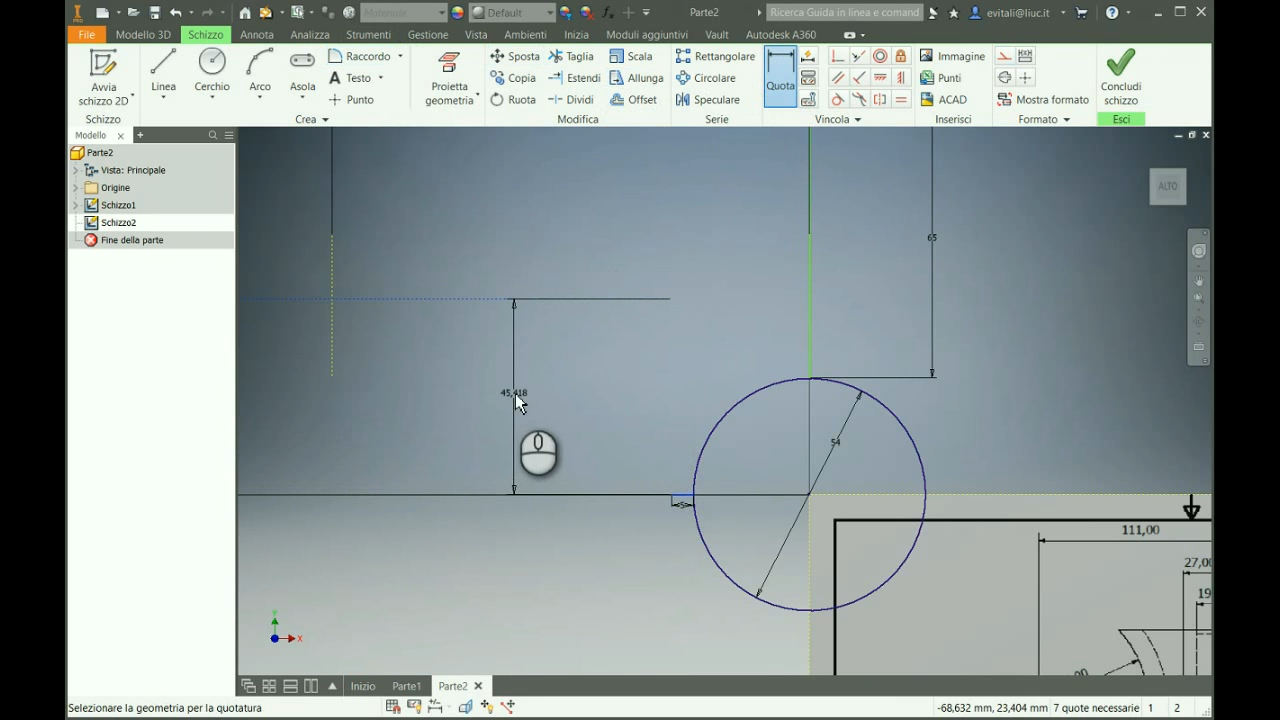 Materiale
Default
Parte2
Ricerca Guida in linea e comand
evitali@liuc.it
File
Modello 3D
Schizzo
Annota
Analizza
Strumenti
Gestione
Vista
Ambienti
Inizia
Moduli aggiuntivi
Vault
Autodesk A360
Avvia
schizzo 2D
Linea
Cerchio
Arco
Asola
Raccordo
Testo
Punto
Proietta
geometria
Sposta
Copia
Ruota
Taglia
Estendi
Dividi
Scala
Allunga
Offset
Rettangolare
Circolare
Speculare
Quota
Immagine
Punti
ACAD
Mostra formato
Concludi
schizzo
Schizzo
Crea
Modifica
Serie
Vincola
Inserisci
Formato
Esci
Modello
Parte2
Vista: Principale
Origine
Schizzo1
Schizzo2
Fine della parte
ALTO
65
45,418
54
5
111,00
27,00
19
X
Inizio
Parte1
Parte2
Selezionare la geometria per la quotatura
-68,632 mm, 23,404 mm
7 quote necessarie
1
2